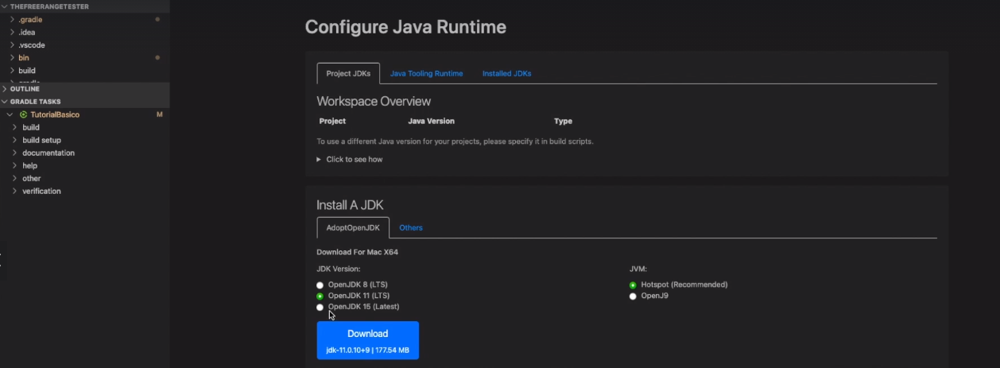 THEFREERANGETESTER
.gradle
.idea
.vscode
bin
build
OUTLINE
GRADLE TASKS
TutorialBasico M
build
build setup
documentation
help
other
verification
Configure Java Runtime
Project JDKs Java Tooling Runtime Installed JDKs
Workspace Overview
Project Java Version Type
To use a different Java version for your projects, please specify it in build scripts.
Click to see how
Install A JDK
AdoptOpenJDK Others
Download For Mac X64
JDK Version: JVM:
OpenJDK 8 (LTS) Hotspot (Recommended)
OpenJDK 11 (LTS) OpenJ9
OpenJDK 15 (Latest)
Download
jdk-11.0.10+9 | 177.54 MB